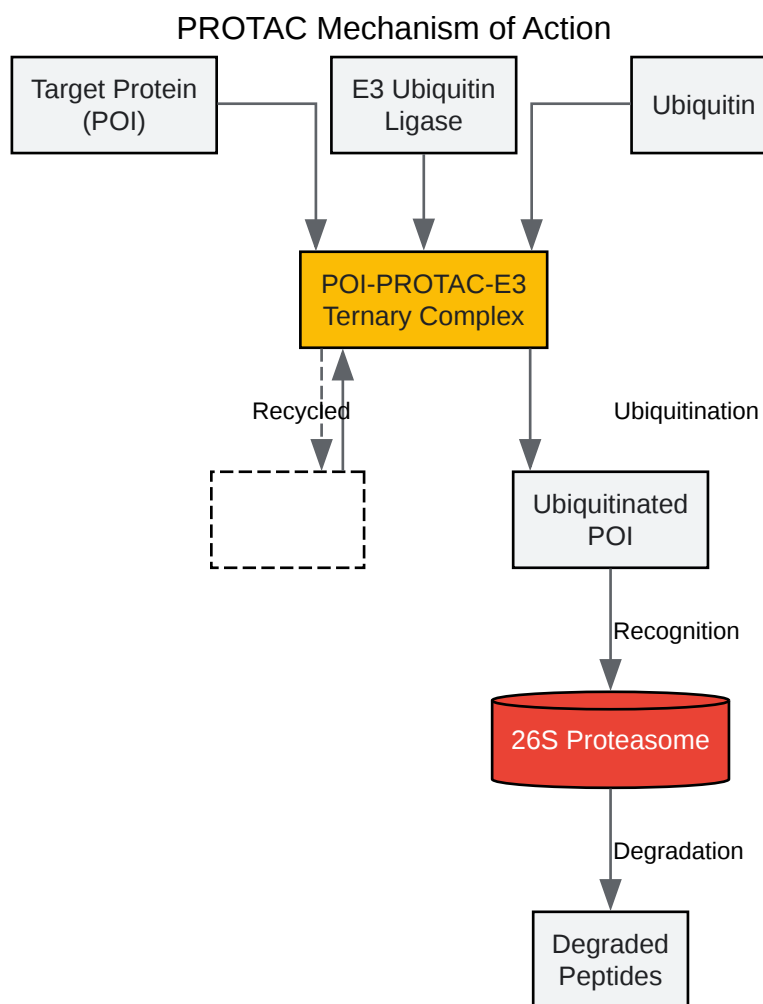 PROTAC Mechanism of Action
Target Protein
(POI)
E3 Ubiquitin
Ligase
Ubiquitin
POI-PROTAC-E3
Ternary Complex
Recycled
Ubiquitination
Ubiquitinated
POI
Recognition
26S Proteasome
Degradation
Degraded
Peptides